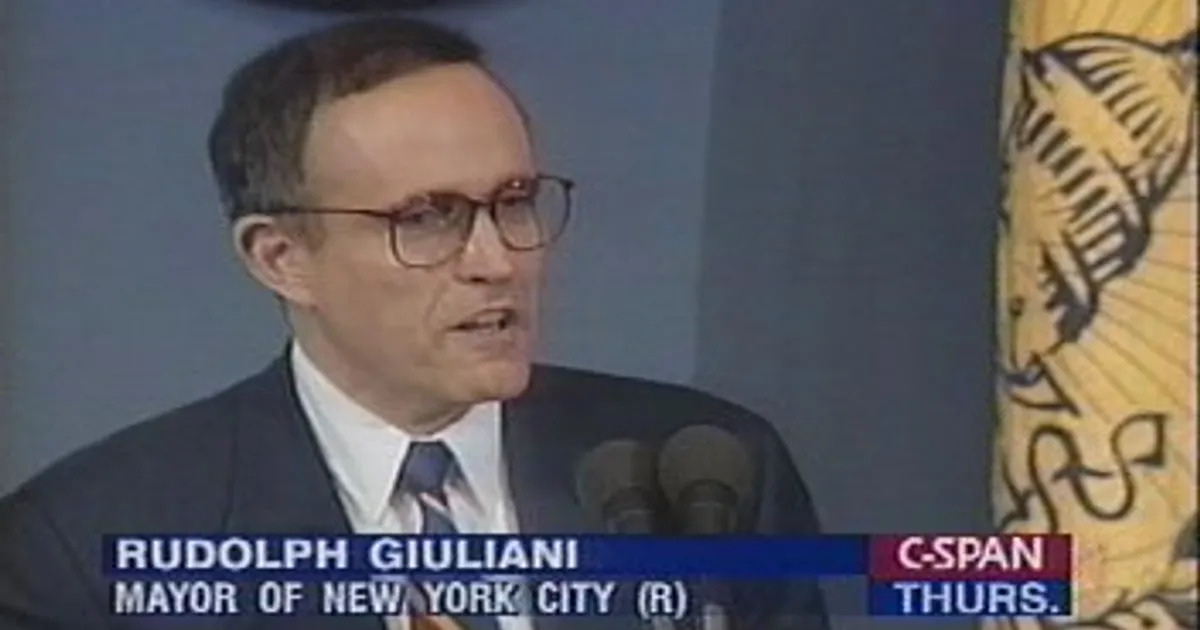 RUDOLPH GIULIANI
C-SPAN
MAYOR OF NEW YORK CITY (R)
THURS.